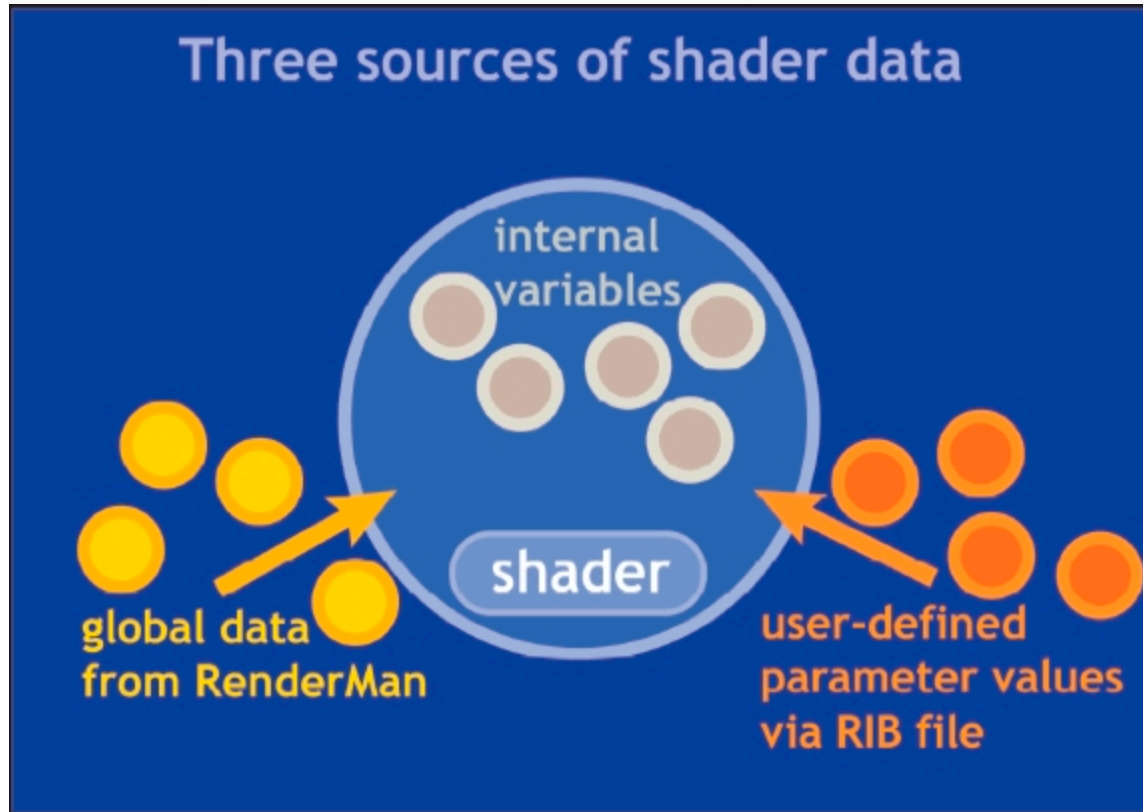 Three sources of shader data
internal
variables
shader
global data
from RenderMan
user-defined
parameter values
via RIB file